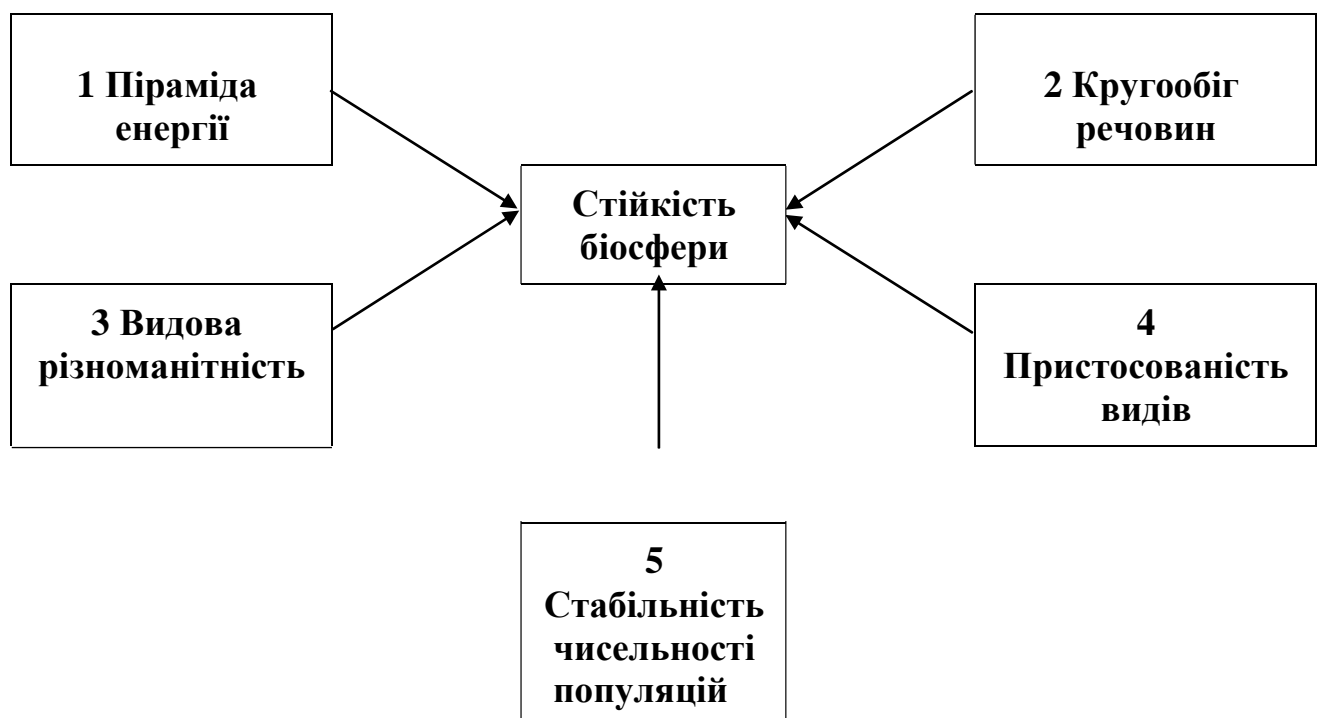 1 Піраміда
енергії
2 Кругообіг
речовин
Стійкість
біосфери
3 Видова
різноманітність
4
Пристосованість
видів
5
Стабільність
чисельності
популяцій